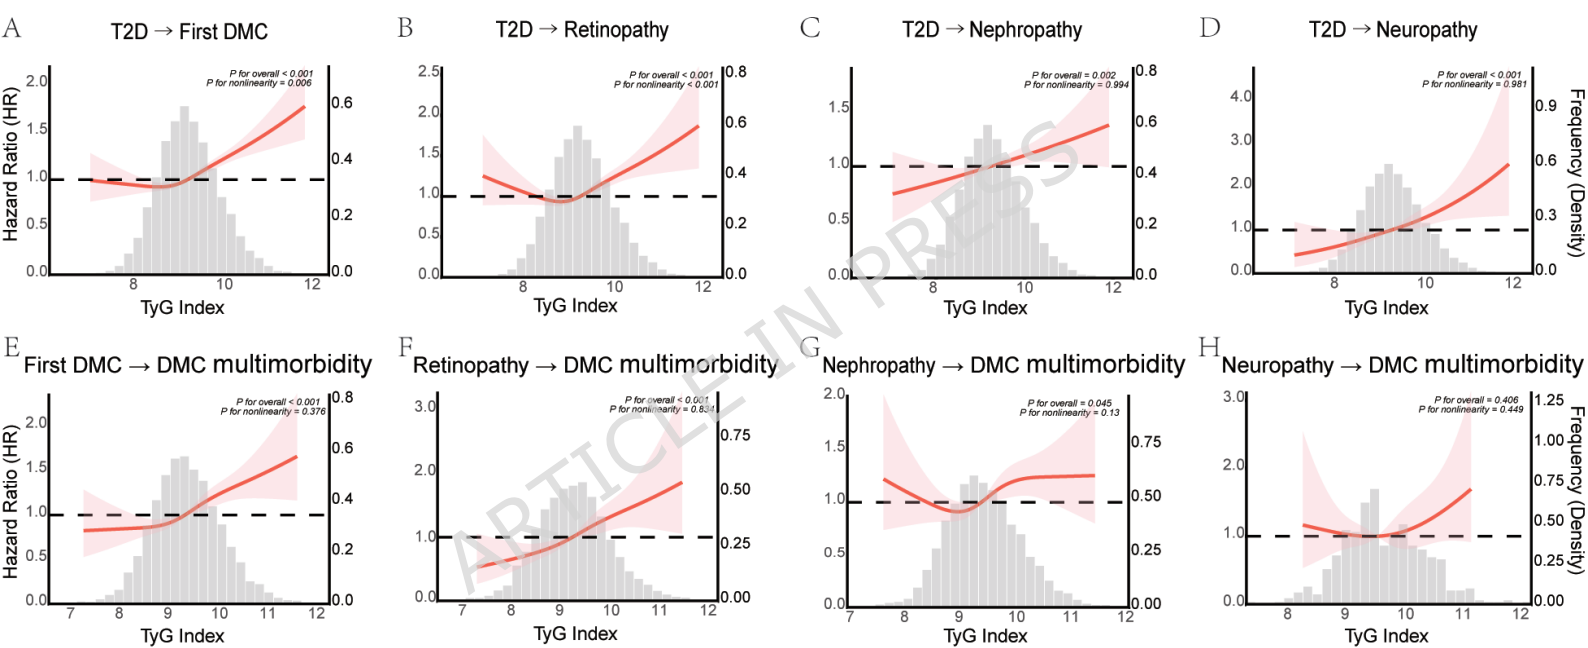 A
T2D → First DMC
P for overall < 0.001
P for nonlinearity = 0.006
Hazard Ratio (HR)
2.0
1.5
1.0
0.5
0.0
0.6
0.4
0.2
0.0
8
10
12
TyG Index
B
T2D → Retinopathy
P for overall < 0.001
P for nonlinearity < 0.001
2.5
2.0
1.5
1.0
0.5
0.0
0.8
0.6
0.4
0.2
0.0
8
10
12
TyG Index
C
T2D → Nephropathy
P for overall = 0.002
P for nonlinearity = 0.994
1.5
1.0
0.5
0.0
0.8
0.6
0.4
0.2
0.0
8
10
12
TyG Index
D
T2D → Neuropathy
P for overall < 0.001
P for nonlinearity = 0.981
4.0
3.0
2.0
1.0
0.0
0.9
0.6
0.3
0.0
Frequency (Density)
8
10
12
TyG Index
E
First DMC → DMC multimorbidity
P for overall < 0.001
P for nonlinearity = 0.376
Hazard Ratio (HR)
2.0
1.5
1.0
0.5
0.0
0.8
0.6
0.4
0.2
0.0
7
8
9
10
11
12
TyG Index
F
Retinopathy → DMC multimorbidity
P for overall < 0.001
P for nonlinearity = 0.834
3.0
2.0
1.0
0.0
0.75
0.50
0.25
0.00
7
8
9
10
11
12
TyG Index
G
Nephropathy → DMC multimorbidity
P for overall = 0.045
P for nonlinearity = 0.13
2.0
1.5
1.0
0.5
0.0
0.75
0.50
0.25
0.00
7
8
9
10
11
12
TyG Index
H
Neuropathy → DMC multimorbidity
P for overall = 0.406
P for nonlinearity = 0.449
3.0
2.0
1.0
0.0
1.25
1.00
0.75
0.50
0.25
0.00
Frequency (Density)
8
9
10
11
12
TyG Index
ARTICLE IN PRESS